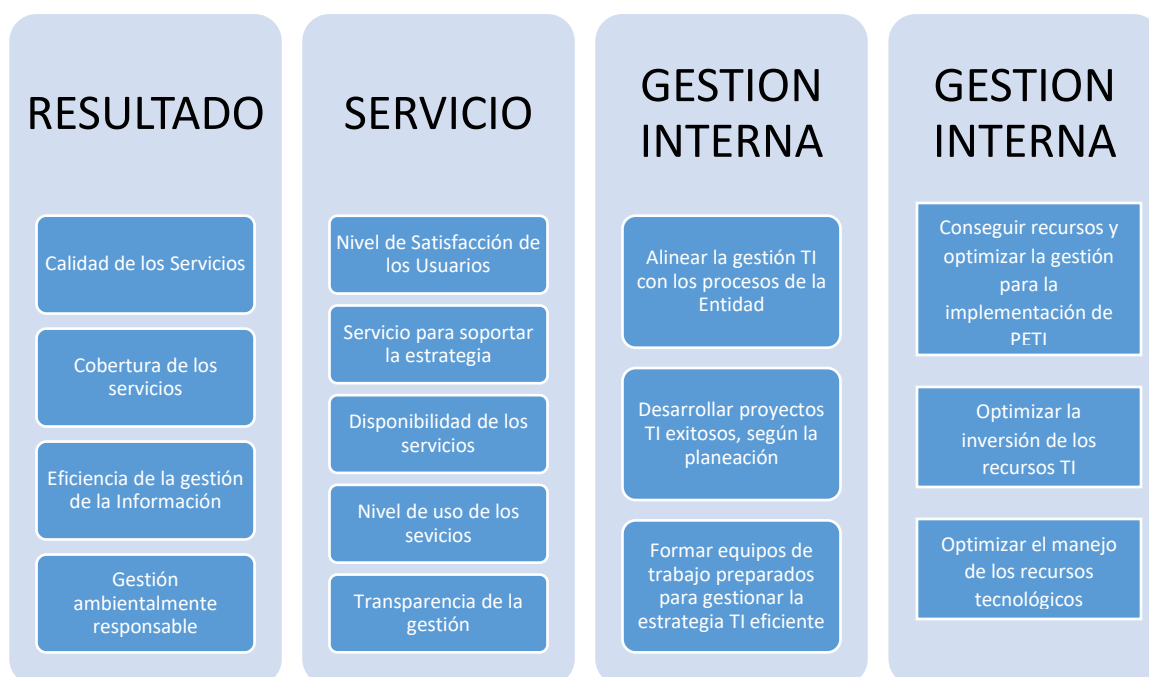 RESULTADO
Calidad de los Servicios
Cobertura de los
servicios
Eficiencia de la gestión
de la Información
Gestión
ambientalmente
responsable
SERVICIO
Nivel de Satisfacción de
los Usuarios
Servicio para soportar
la estrategia
Disponibilidad de los
servicios
Nivel de uso de los
sevicios
Transparencia de la
gestión
GESTION
INTERNA
Alinear la gestión TI
con los procesos de la
Entidad
Desarrollar proyectos
TI exitosos, según la
planeación
Formar equipos de
trabajo preparados
para gestionar la
estrategia TI eficiente
GESTION
INTERNA
Conseguir recursos y
optimizar la gestión
para la
implementación de
PETI
Optimizar la
inversión de los
recursos TI
Optimizar el manejo
de los recursos
tecnológicos